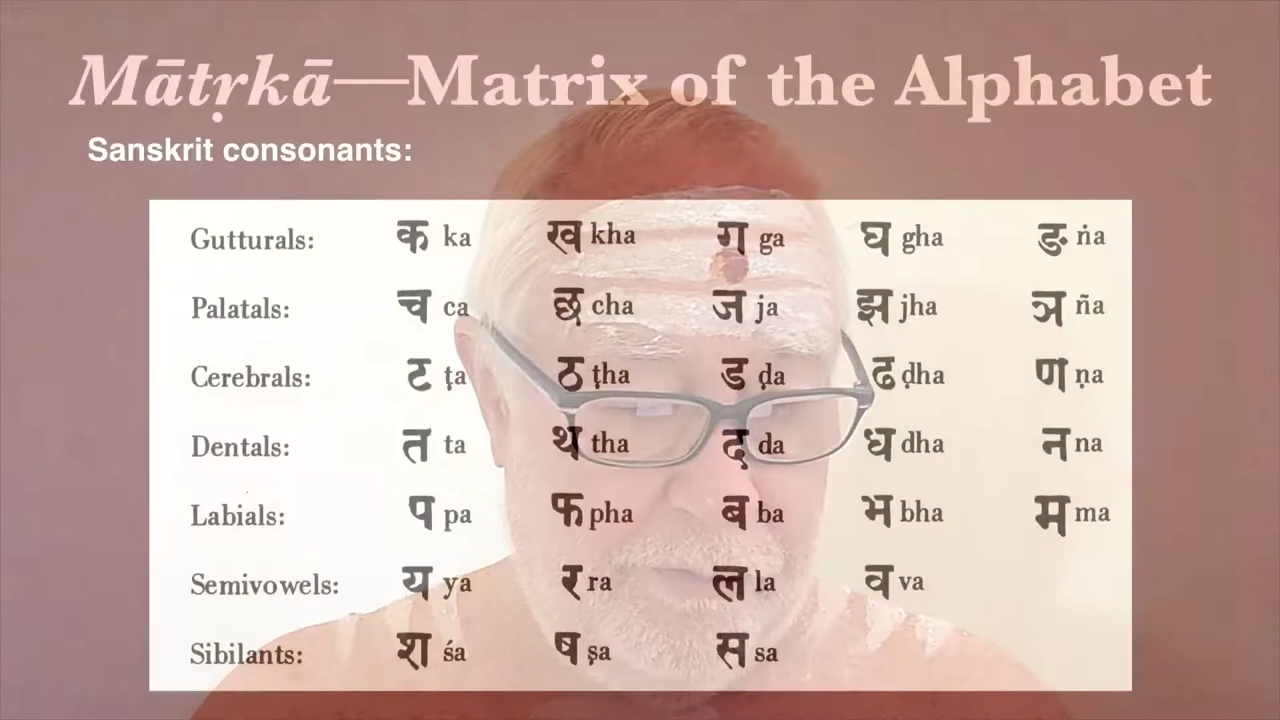 Mātṛkā—Matrix of the Alphabet
Sanskrit consonants:
Gutturals: क ka ख kha ग ga घ gha ङ ṅa
Palatals: च ca छ cha ज ja झ jha ञ ña
Cerebrals: ट ṭa ठ ṭha ड ḍa ढ ḍha ण ṇa
Dentals: त ta थ tha द da ध dha न na
Labials: प pa फ pha ब ba भ bha म ma
Semivowels: य ya र ra ल la व va
Sibilants: श śa ष ṣa स sa